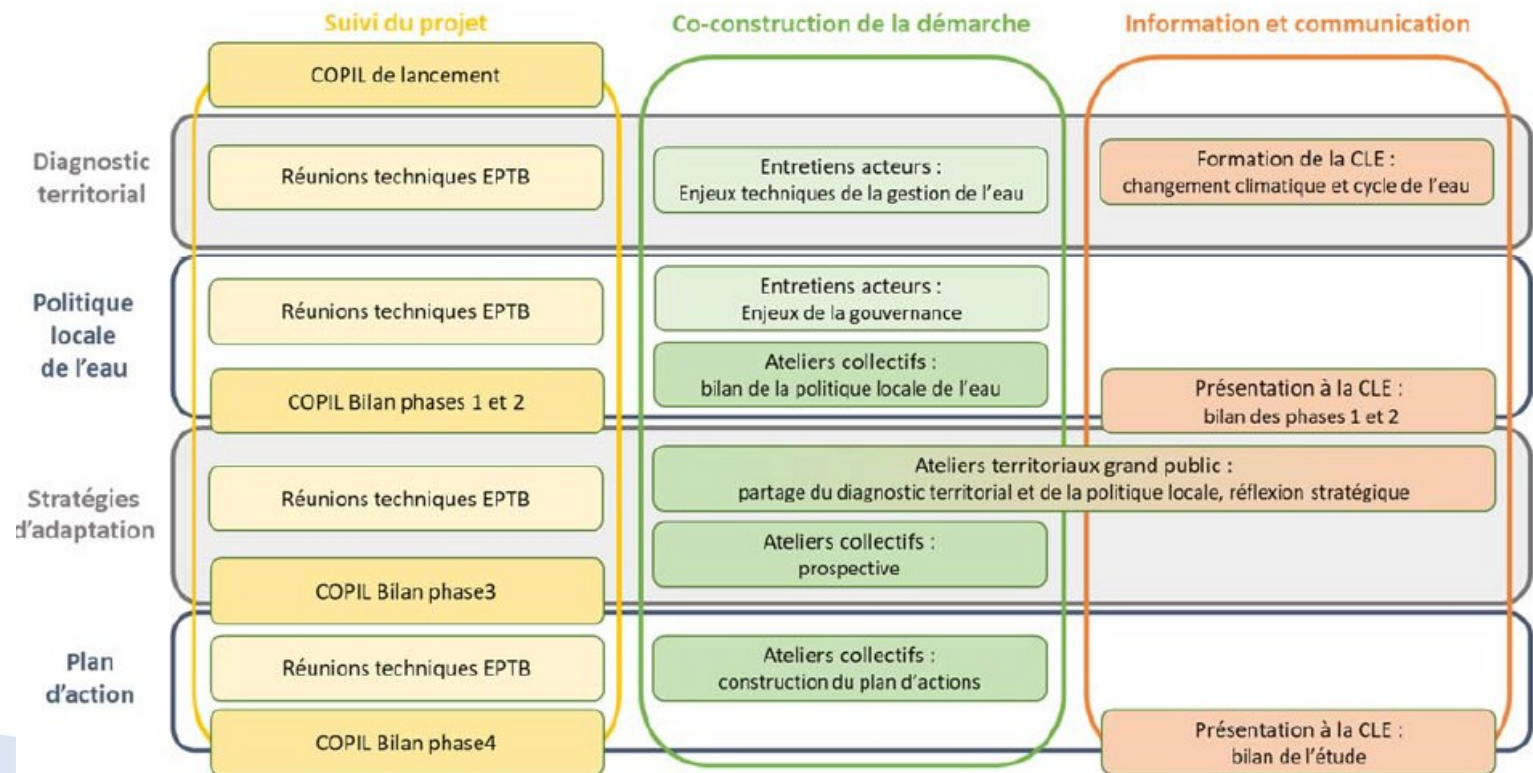 Suivi du projet
Co-construction de la démarche
Information et communication
COPIL de lancement
Diagnostic
territorial
Réunions techniques EPTB
Entretiens acteurs :
Enjeux techniques de la gestion de l'eau
Formation de la CLE :
changement climatique et cycle de l'eau
Politique
locale
de l'eau
Réunions techniques EPTB
Entretiens acteurs :
Enjeux de la gouvernance
Ateliers collectifs :
bilan de la politique locale de l'eau
COPIL Bilan phases 1 et 2
Présentation à la CLE :
bilan des phases 1 et 2
Stratégies
d'adaptation
Réunions techniques EPTB
Ateliers territoriaux grand public :
partage du diagnostic territorial et de la politique locale, réflexion stratégique
Ateliers collectifs :
prospective
COPIL Bilan phase3
Plan
d'action
Réunions techniques EPTB
Ateliers collectifs :
construction du plan d'actions
COPIL Bilan phase4
Présentation à la CLE :
bilan de l'étude